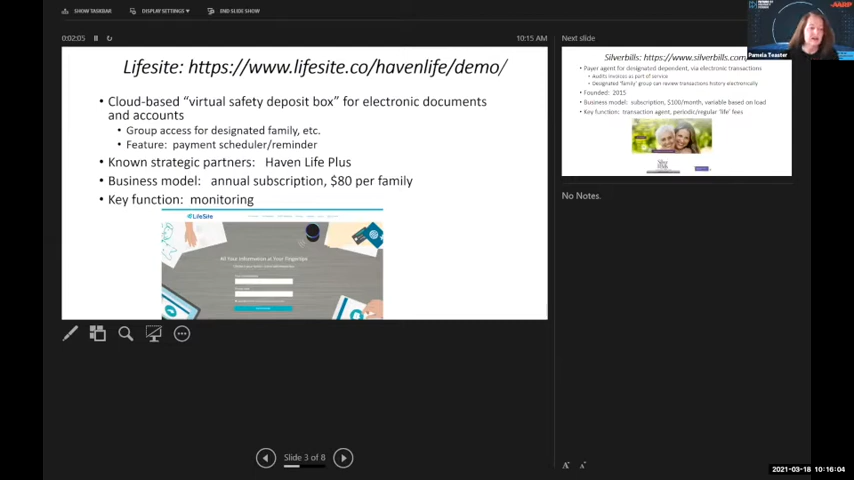 SHOW TASKBAR
DISPLAY SETTINGS
END SLIDE SHOW
0:02:05
10:15 AM
Lifesite: https://www.lifesite.co/havenlife/demo/
• Cloud-based “virtual safety deposit box” for electronic documents
and accounts
• Group access for designated family, etc.
• Feature: payment scheduler/reminder
• Known strategic partners: Haven Life Plus
• Business model: annual subscription, $80 per family
• Key function: monitoring
LifeSite
All Your Information at Your Fingertips
Slide 3 of 8
Next slide
Silverbills: https://www.silverbills.com
• Payer agent for designated dependent, via electronic transactions
• Audits invoices as part of service
• Designated ‘family’ group can review transactions history electronically
• Founded: 2015
• Business model: subscription, $100/month, variable based on load
• Key function: transaction agent, periodic/regular ‘life’ fees
No Notes.
AARP
Pamela Teaster
2021-03-18 10:16:04